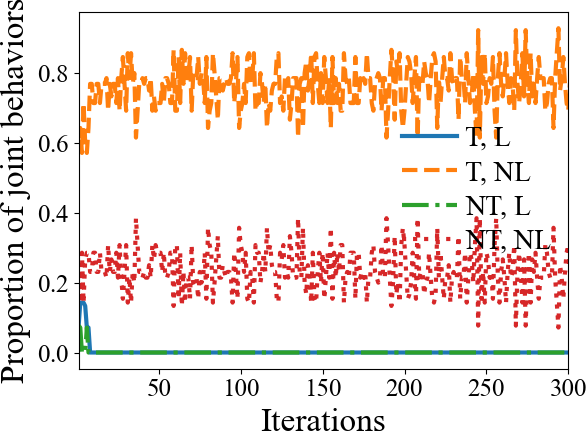 Proportion of joint behaviors
0.8
0.6
0.4
0.2
0.0
T, L
T, NL
NT, L
NT, NL
50
100
150
200
250
300
Iterations